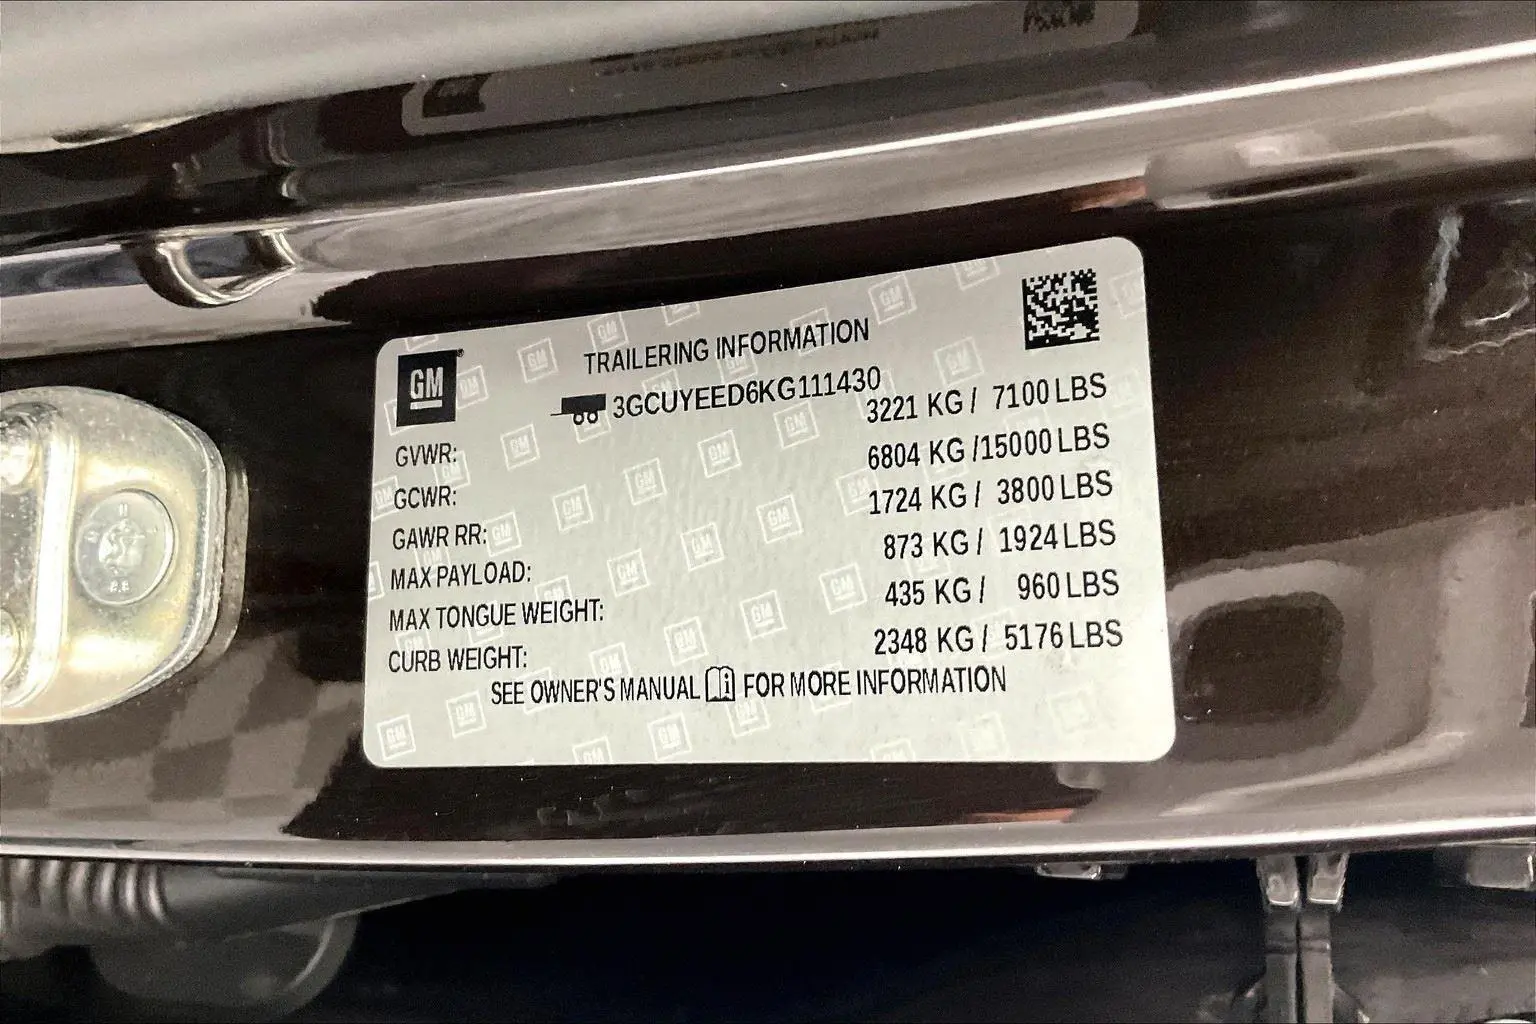 GM
TRAILERING INFORMATION
3GCUYEED6KG111430
GVWR: 3221 KG / 7100 LBS
GCWR: 6804 KG /15000 LBS
GAWR RR: 1724 KG / 3800 LBS
MAX PAYLOAD: 873 KG / 1924 LBS
MAX TONGUE WEIGHT: 435 KG / 960 LBS
CURB WEIGHT: 2348 KG / 5176 LBS
SEE OWNER'S MANUAL FOR MORE INFORMATION